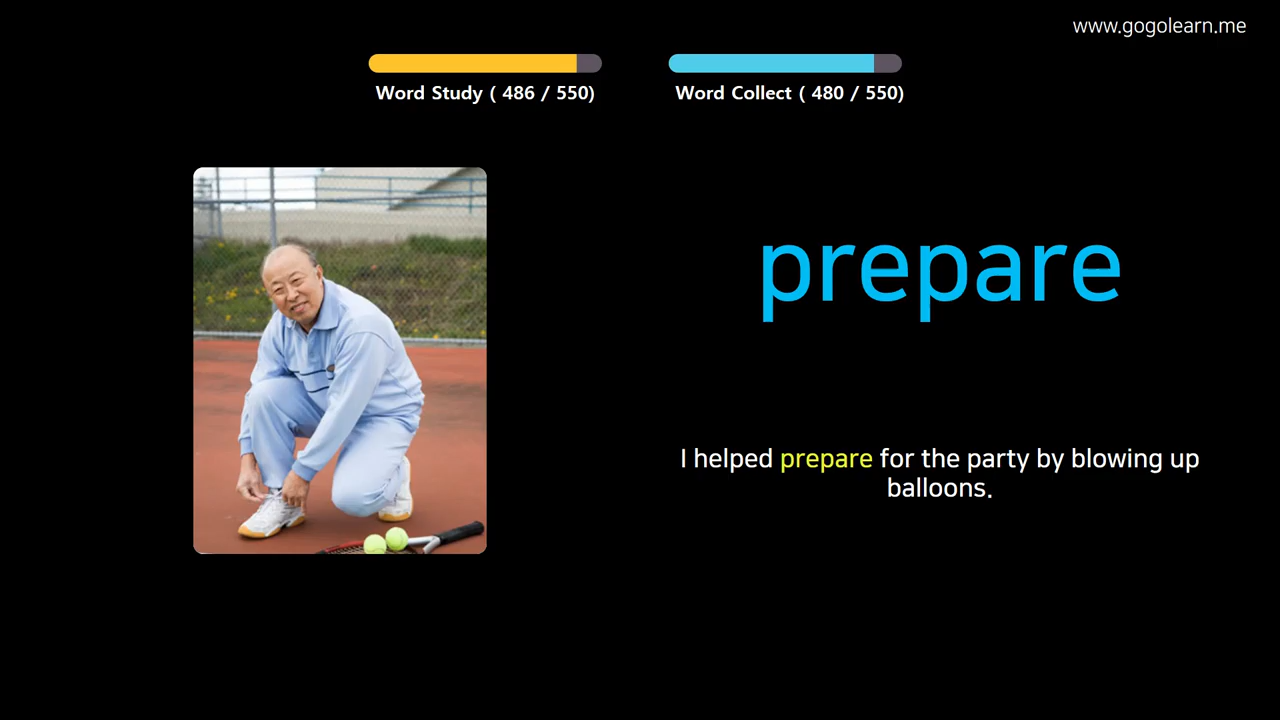 www.gogolearn.me
Word Study ( 486 / 550)
Word Collect ( 480 / 550)
prepare
I helped prepare for the party by blowing up
balloons.